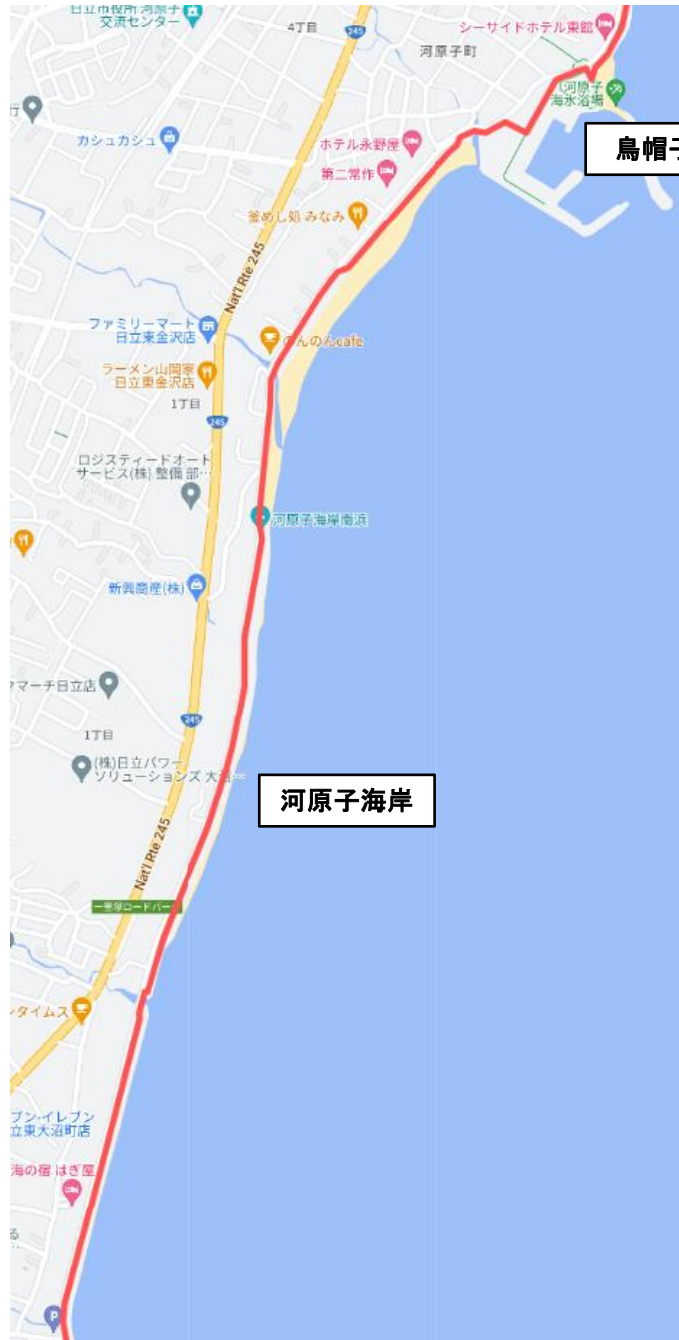 日立市役所 河原子
交流センター
4丁目
245
シーサイドホテル東館
河原子町
行
河原子
海水浴場
カシュカシュ
ホテル永野屋
第二常作
烏帽子
釜めし処 みなみ
Nat'l Rte 245
ファミリーマート
日立東金沢店
のんのんcafe
ラーメン山岡家
日立東金沢店
1丁目
245
ロジスティードオート
サービス(株) 整備部…
河原子海岸南浜
新興商産(株)
マーチ日立店
245
1丁目
(株)日立パワー
ソリューションズ 大
河原子海岸
Nat'l Rte 245
一里塚ロードパー
タイムス
ブン-イレブン
立東大沼町店
海の宿 はぎ屋
る
P